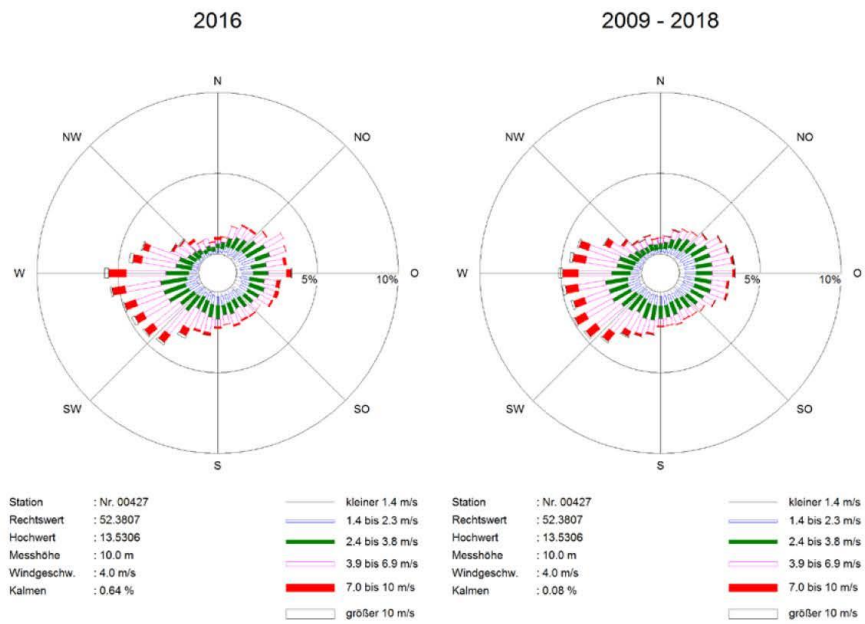 2016
2009 - 2018
N
NW
NO
W
5%
10%
O
SW
SO
S
N
NW
NO
W
5%
10%
O
SW
SO
S
Station : Nr. 00427
Rechtswert : 52.3807
Hochwert : 13.5306
Messhöhe : 10.0 m
Windgeschw. : 4.0 m/s
Kalmen : 0.64 %
kleiner 1.4 m/s
1.4 bis 2.3 m/s
2.4 bis 3.8 m/s
3.9 bis 6.9 m/s
7.0 bis 10 m/s
größer 10 m/s
Station : Nr. 00427
Rechtswert : 52.3807
Hochwert : 13.5306
Messhöhe : 10.0 m
Windgeschw. : 4.0 m/s
Kalmen : 0.08 %
kleiner 1.4 m/s
1.4 bis 2.3 m/s
2.4 bis 3.8 m/s
3.9 bis 6.9 m/s
7.0 bis 10 m/s
größer 10 m/s